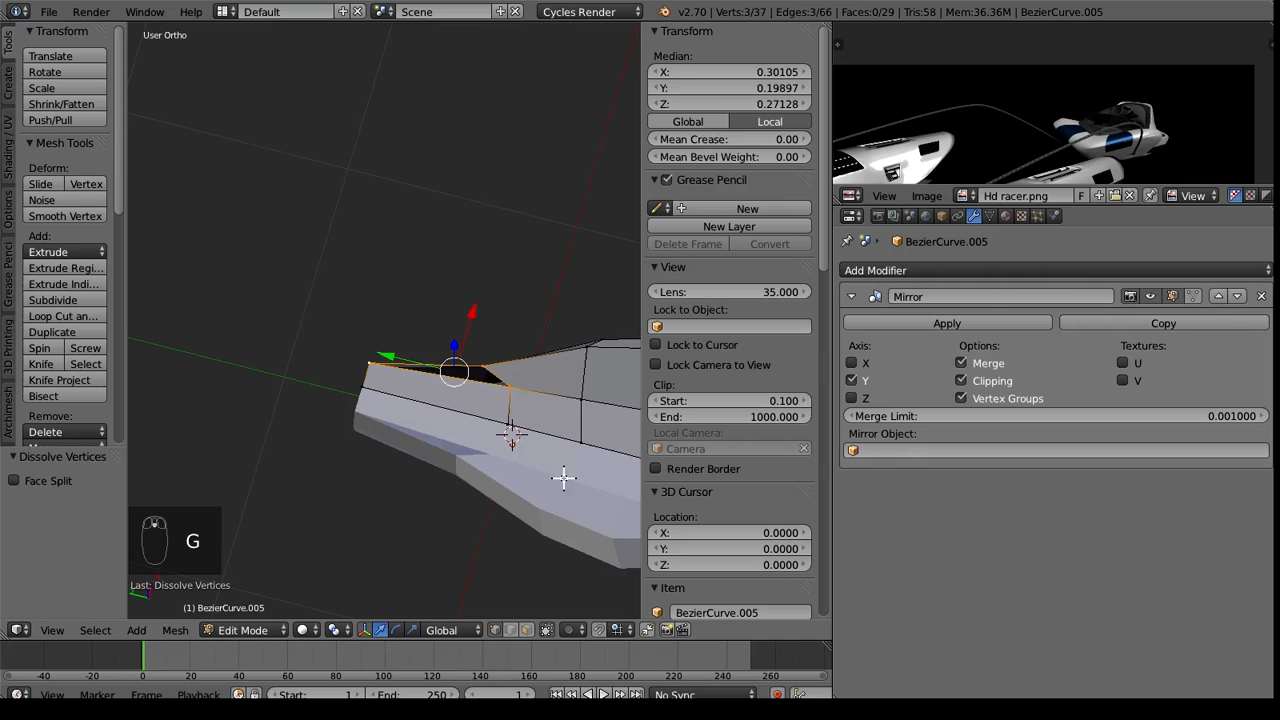 File Render Window Help Default Scene Cycles Render v2.70 | Verts:3/37 | Edges:3/66 | Faces:0/29 | Tris:58 | Mem:36.36M | BezierCurve.005
User Ortho
Tools
Create
Shading / UV
Options
Grease Pencil
3D Printing
Archimesh
Transform
Translate
Rotate
Scale
Shrink/Fatten
Push/Pull
Mesh Tools
Deform:
Slide Vertex
Noise
Smooth Vertex
Add:
Extrude
Extrude Regi...
Extrude Indi...
Subdivide
Loop Cut an...
Duplicate
Spin Screw
Knife Select
Knife Project
Bisect
Remove:
Delete
Dissolve Vertices
Face Split
G
Last: Dissolve Vertices
(1) BezierCurve.005
Transform
Median:
X: 0.30105
Y: 0.19897
Z: 0.27128
Global Local
Mean Crease: 0.00
Mean Bevel Weight: 0.00
Grease Pencil
New
New Layer
Delete Frame Convert
View
Lens: 35.000
Lock to Object:
Lock to Cursor
Lock Camera to View
Clip:
Start: 0.100
End: 1000.000
Local Camera:
Camera
Render Border
3D Cursor
Location:
X: 0.0000
Y: 0.0000
Z: 0.0000
Item
BezierCurve.005
View Image Hd racer.png F View
BezierCurve.005
Add Modifier
Mirror
Apply Copy
Axis: Options: Textures:
X Merge U
Y Clipping V
Z Vertex Groups
Merge Limit: 0.001000
Mirror Object:
View Select Add Mesh Edit Mode Global
-40 -20 0 20 40 60 80 100 120 140 160 180 200 220 240 260
View Marker Frame Playback Start: 1 End: 250 1 No Sync